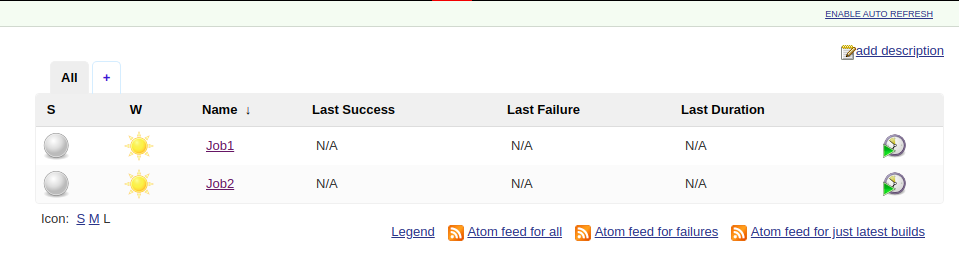 ENABLE AUTO REFRESH
add description
All +
S W Name ↓ Last Success Last Failure Last Duration
Job1 N/A N/A N/A
Job2 N/A N/A N/A
Icon: S M L
Legend Atom feed for all Atom feed for failures Atom feed for just latest builds